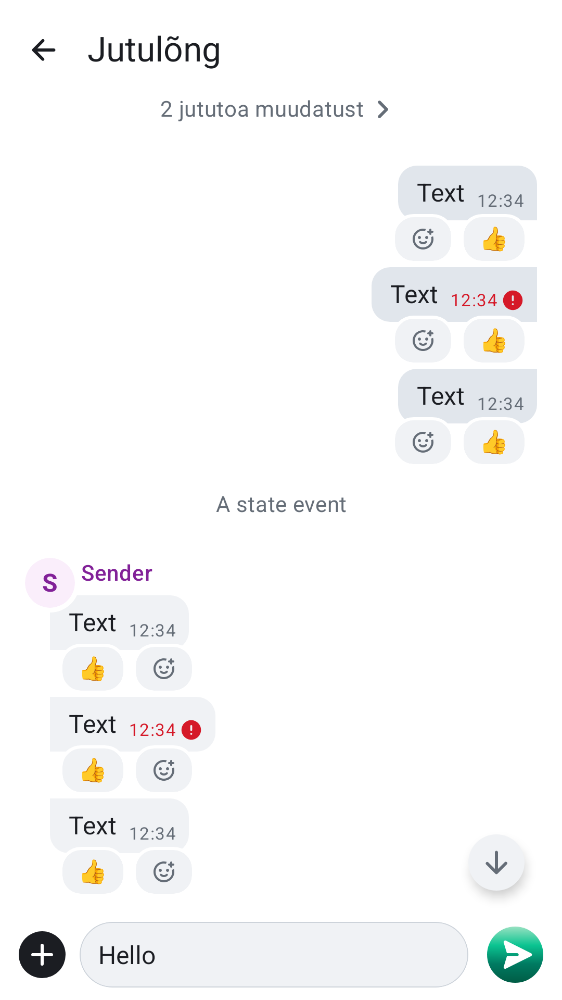 Jutulõng
2 jututoa muudatust
Text 12:34
👍
Text 12:34
👍
Text 12:34
👍
A state event
S Sender
Text 12:34
👍
Text 12:34
👍
Text 12:34
👍
Hello